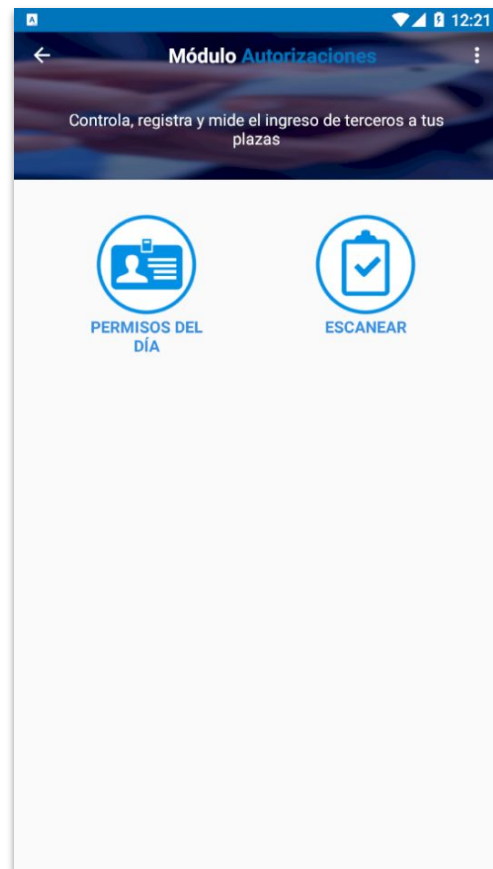 12:21
Módulo Autorizaciones
Controla, registra y mide el ingreso de terceros a tus
plazas
PERMISOS DEL
DÍA
ESCANEAR